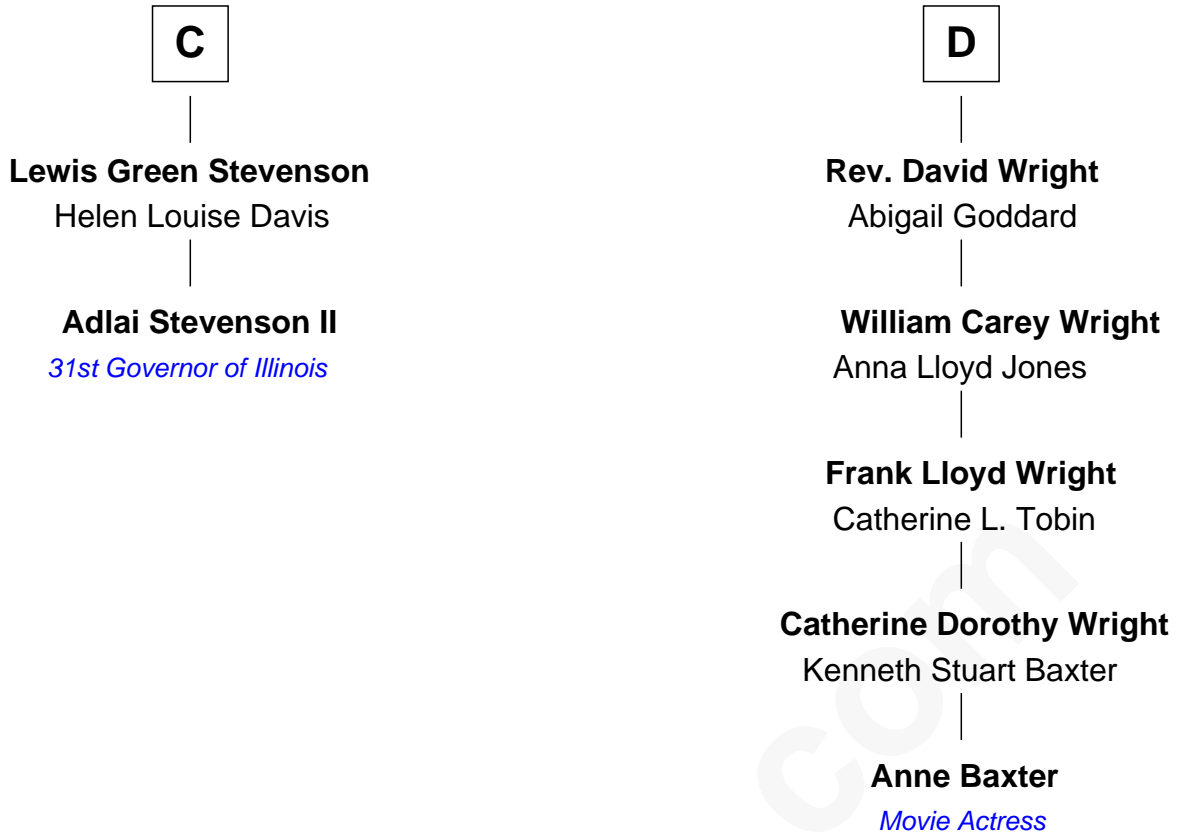 C
Lewis Green Stevenson
Helen Louise Davis
Adlai Stevenson II
31st Governor of Illinois
D
Rev. David Wright
Abigail Goddard
William Carey Wright
Anna Lloyd Jones
Frank Lloyd Wright
Catherine L. Tobin
Catherine Dorothy Wright
Kenneth Stuart Baxter
Anne Baxter
Movie Actress
com